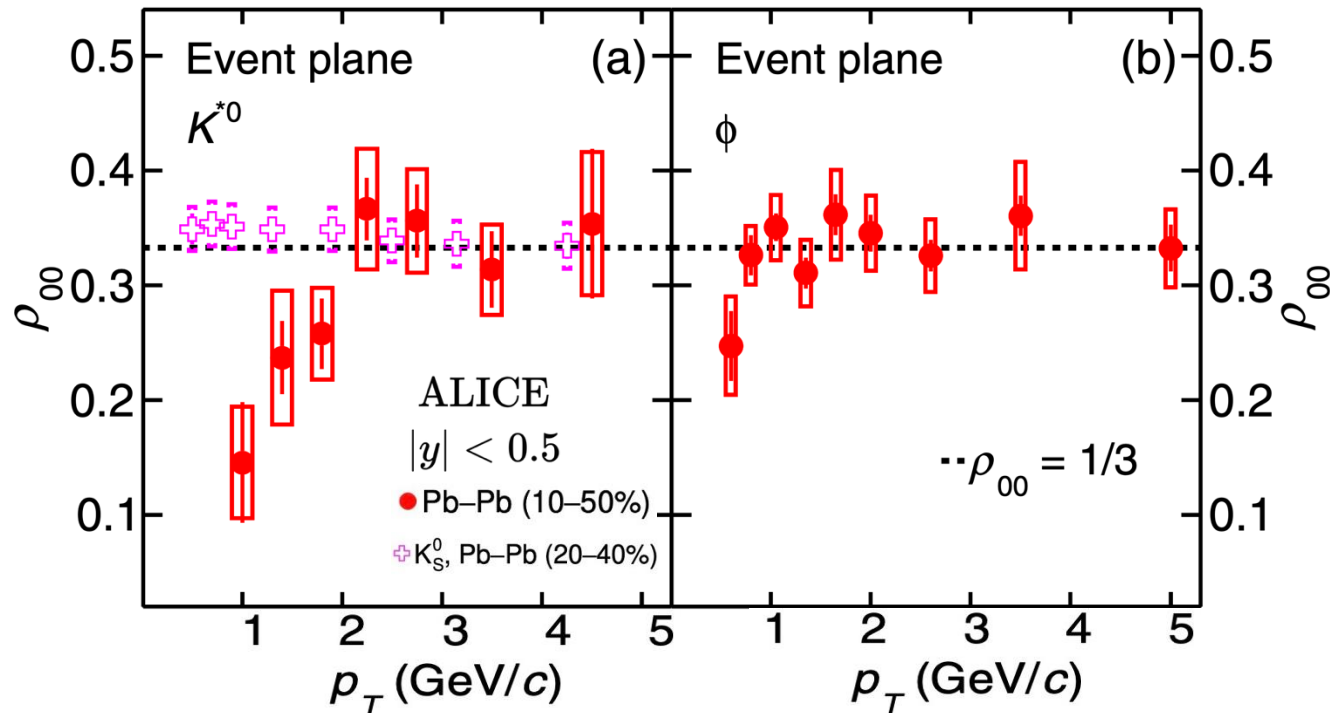 Event plane (a)
K*0
0.5
0.4
0.3
0.2
0.1
ρ00
ALICE
|y| < 0.5
Pb–Pb (10–50%)
K0S, Pb–Pb (20–40%)
1 2 3 4 5
pT (GeV/c)
Event plane (b)
ϕ
ρ00 = 1/3
0.5
0.4
0.3
0.2
0.1
ρ00
1 2 3 4 5
pT (GeV/c)